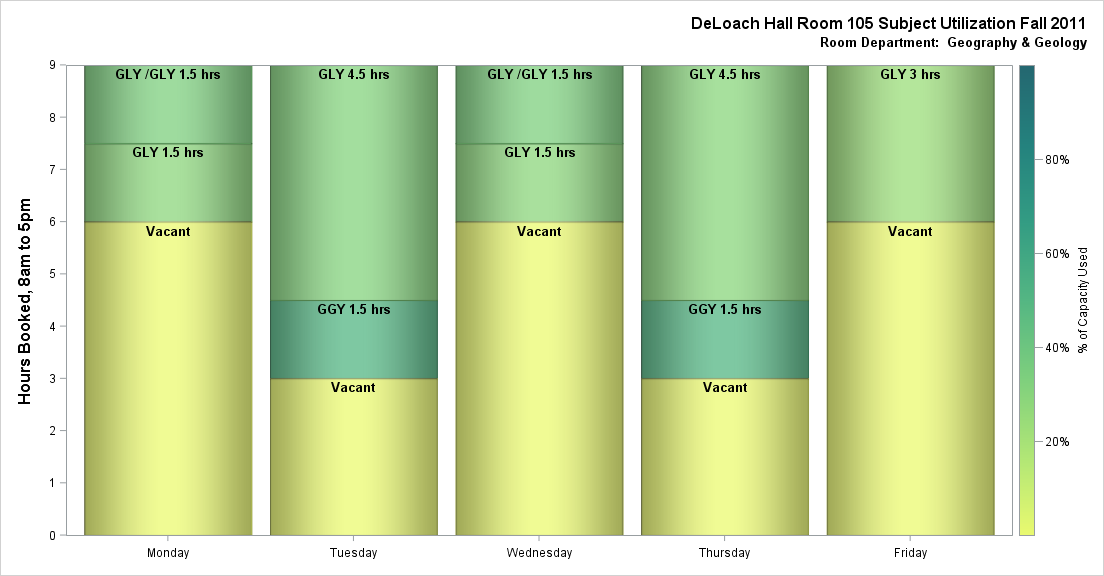 DeLoach Hall Room 105 Subject Utilization Fall 2011
Room Department: Geography & Geology
Hours Booked, 8am to 5pm
9
8
7
6
5
4
3
2
1
0
GLY /GLY 1.5 hrs
GLY 1.5 hrs
Vacant
GLY 4.5 hrs
GGY 1.5 hrs
Vacant
GLY /GLY 1.5 hrs
GLY 1.5 hrs
Vacant
GLY 4.5 hrs
GGY 1.5 hrs
Vacant
GLY 3 hrs
Vacant
Monday
Tuesday
Wednesday
Thursday
Friday
80%
60%
40%
20%
% of Capacity Used